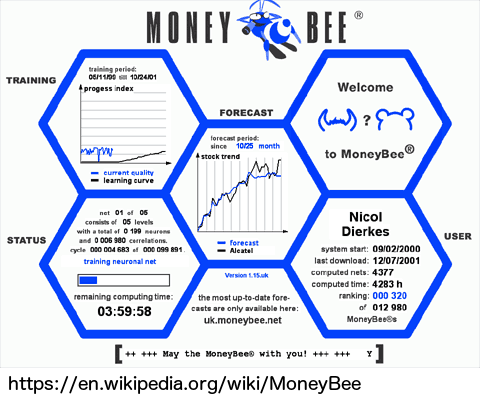 MONEY BEE®
TRAINING
training period:
05/11/99 till 10/24/01
progess index
current quality
learning curve
FORECAST
forecast period:
since 10/25 month
stock trend
forecast
Alcatel
Welcome
?
to MoneyBee®
STATUS
net 01 of 05
consists of 05 levels
with a total of 0 199 neurons
and 0 006 980 correlations.
cycle 000 004 683 of 000 099 891
training neuronal net
remaining computing time:
03:59:58
Version 1.15.uk
the most up-to-date fore-
casts are only available here:
uk.moneybee.net
USER
Nicol
Dierkes
system start: 09/02/2000
last download: 12/07/2001
computed nets: 4377
computed time: 4283 h
ranking: 000 320
of 012 980
MoneyBee®s
[ ++ +++ May the MoneyBee® with you! +++ +++ Y ]
https://en.wikipedia.org/wiki/MoneyBee